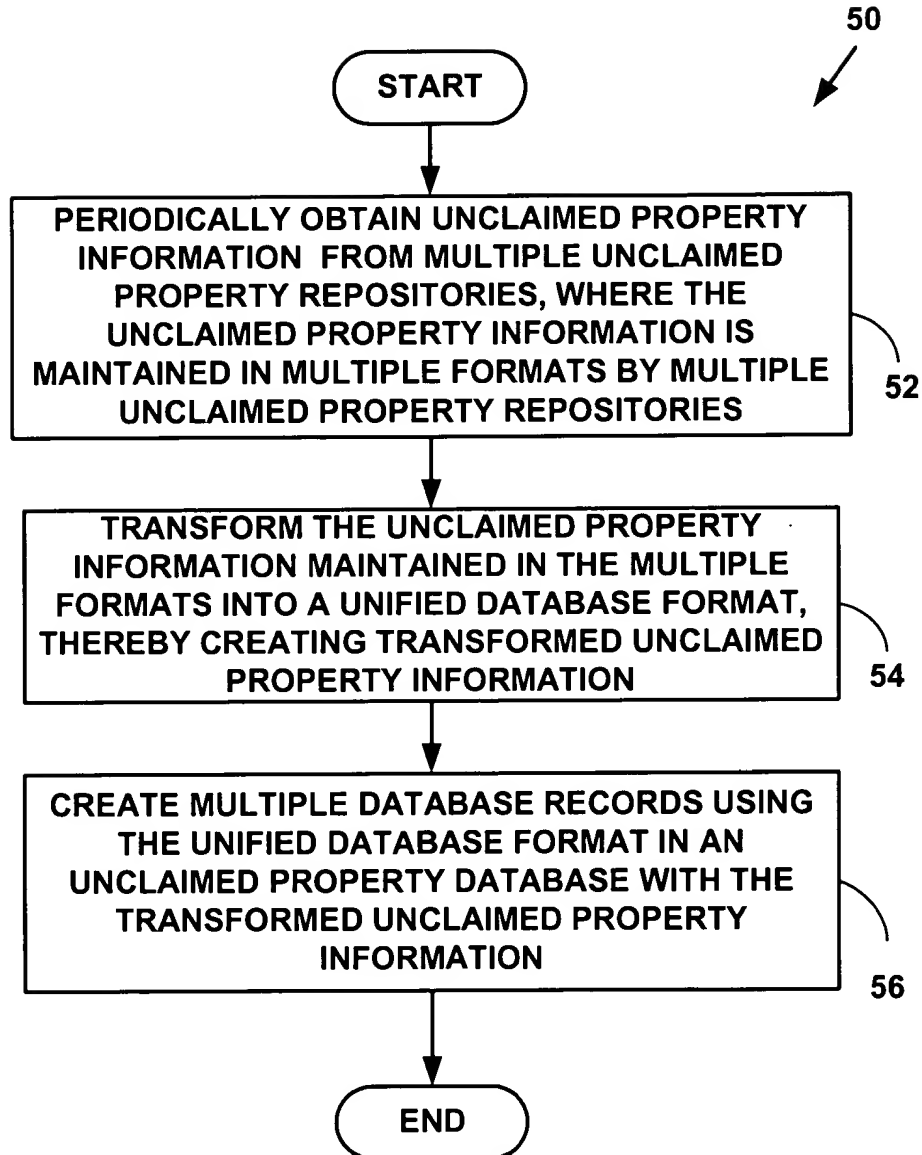 50
START
PERIODICALLY OBTAIN UNCLAIMED PROPERTY
INFORMATION FROM MULTIPLE UNCLAIMED
PROPERTY REPOSITORIES, WHERE THE
UNCLAIMED PROPERTY INFORMATION IS
MAINTAINED IN MULTIPLE FORMATS BY MULTIPLE
UNCLAIMED PROPERTY REPOSITORIES
52
TRANSFORM THE UNCLAIMED PROPERTY
INFORMATION MAINTAINED IN THE MULTIPLE
FORMATS INTO A UNIFIED DATABASE FORMAT,
THEREBY CREATING TRANSFORMED UNCLAIMED
PROPERTY INFORMATION
54
CREATE MULTIPLE DATABASE RECORDS USING
THE UNIFIED DATABASE FORMAT IN AN
UNCLAIMED PROPERTY DATABASE WITH THE
TRANSFORMED UNCLAIMED PROPERTY
INFORMATION
56
END